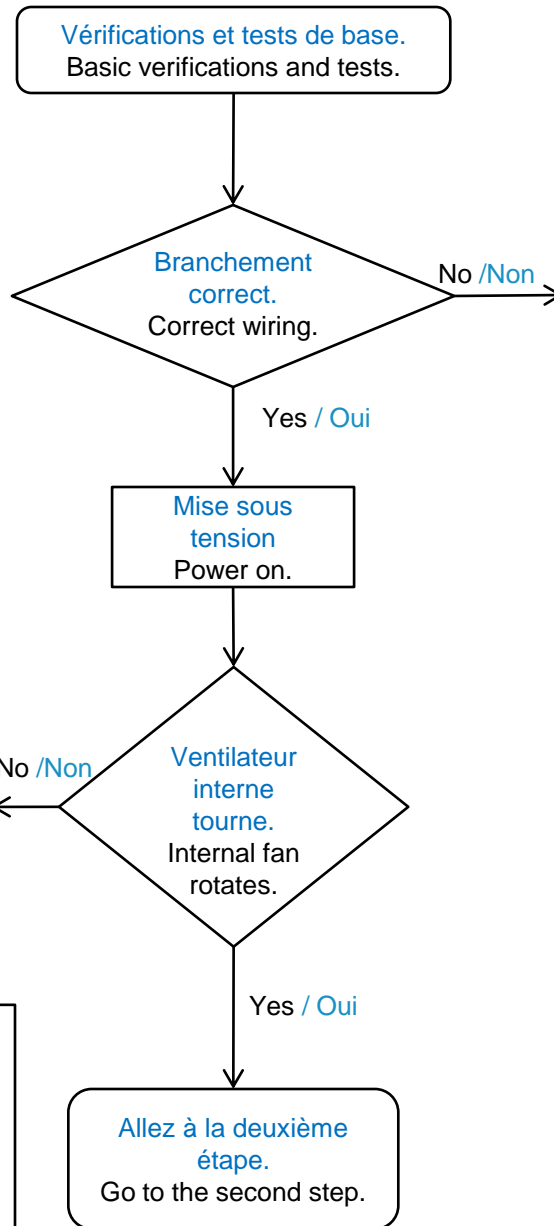 Vérifications et tests de base.
Basic verifications and tests.
Branchement
correct.
Correct wiring.
No /Non
Yes / Oui
Mise sous
tension
Power on.
No /Non
Ventilateur
interne
tourne.
Internal fan
rotates.
Yes / Oui
Allez à la deuxième
étape.
Go to the second step.